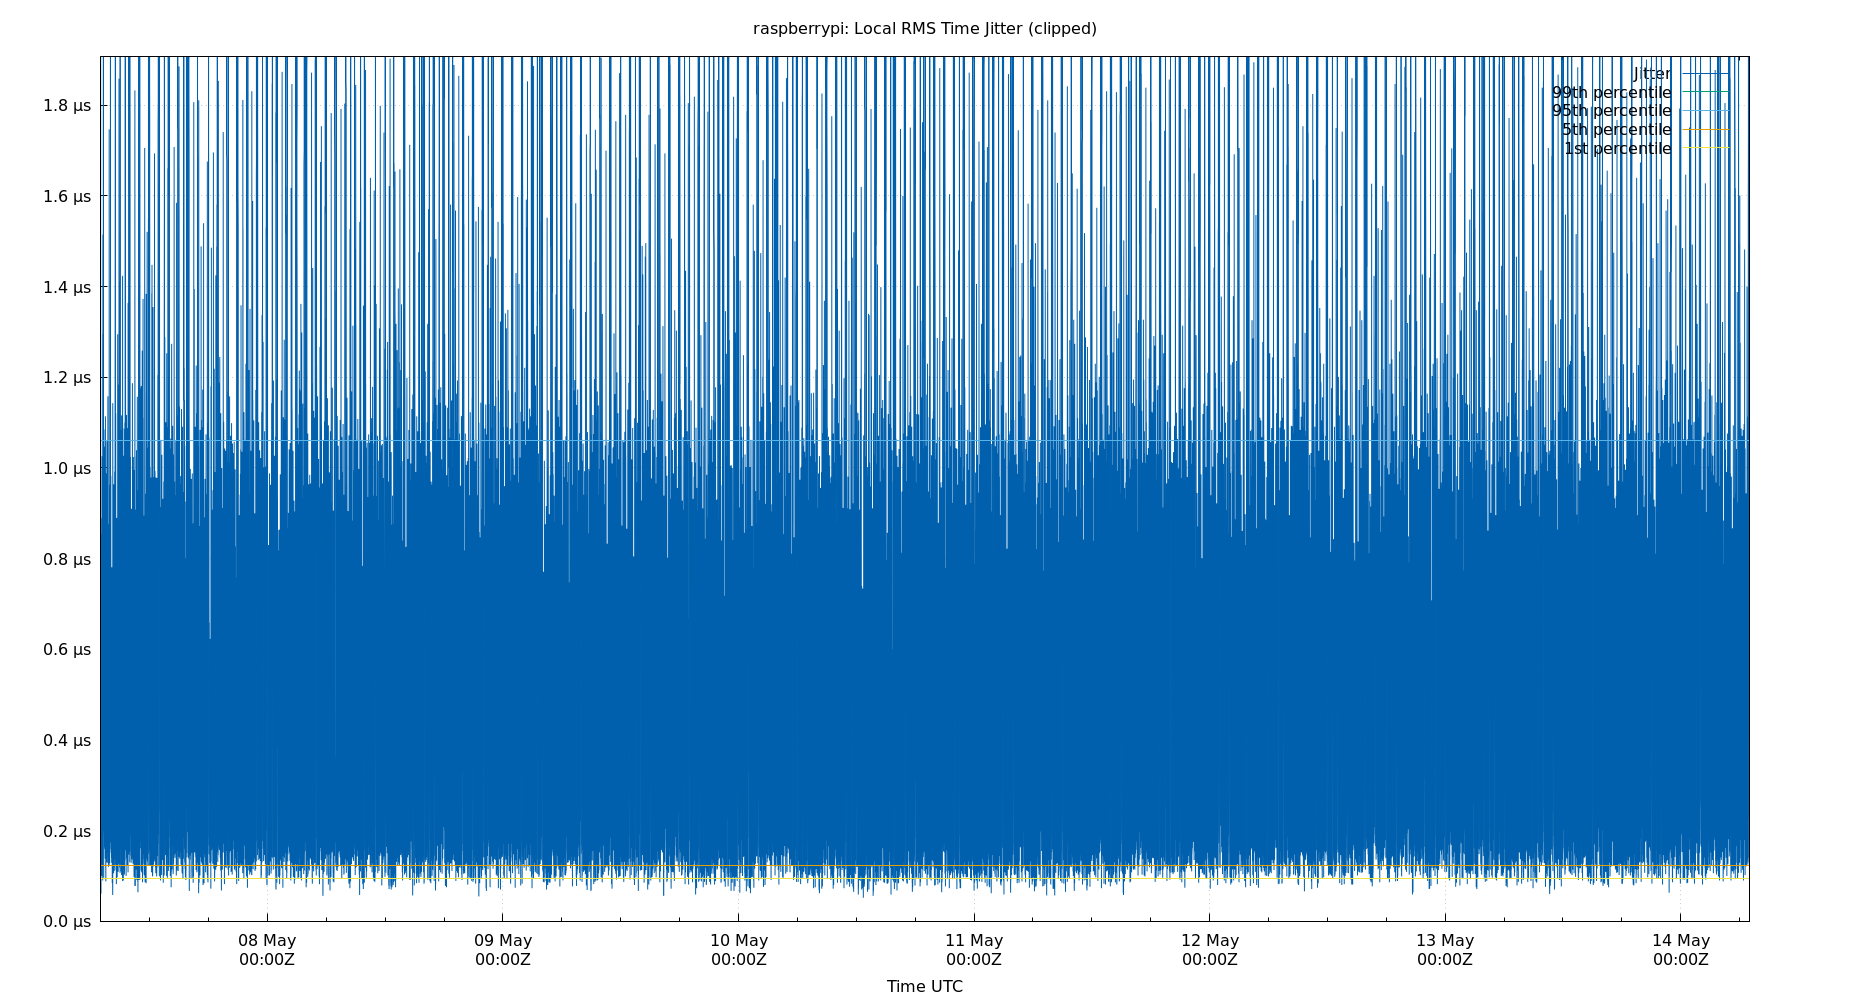 raspberrypi: Local RMS Time Jitter (clipped)
Jitter
99th percentile
95th percentile
5th percentile
1st percentile
1.8 μs
1.6 μs
1.4 μs
1.2 μs
1.0 μs
0.8 μs
0.6 μs
0.4 μs
0.2 μs
0.0 μs
08 May 09 May 10 May 11 May 12 May 13 May 14 May
00:00Z 00:00Z 00:00Z 00:00Z 00:00Z 00:00Z 00:00Z
Time UTC